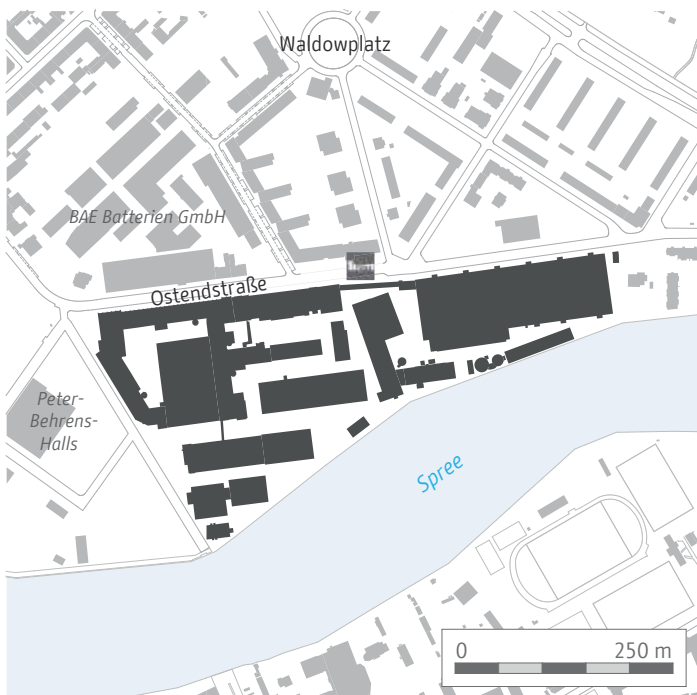 Waldowplatz
BAE Batterien GmbH
Ostendstraße
Peter-
Behrens-
Halls
Spree
0 250 m